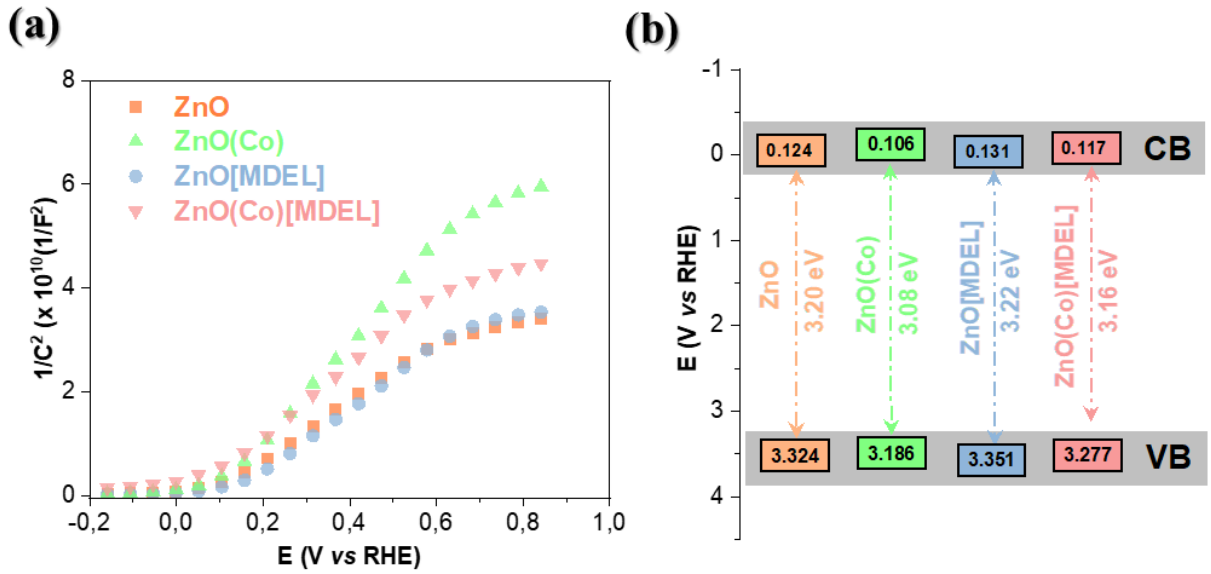 (a)
8
6
4
2
0
1/C² (x 10¹⁰(1/F²)
ZnO
ZnO(Co)
ZnO[MDEL]
ZnO(Co)[MDEL]
-0,2 0,0 0,2 0,4 0,6 0,8 1,0
E (V vs RHE)
(b)
-1
0
1
2
3
4
E (V vs RHE)
0.124 0.106 0.131 0.117 CB
ZnO
3.20 eV
ZnO(Co)
3.08 eV
ZnO[MDEL]
3.22 eV
ZnO(Co)[MDEL]
3.16 eV
3.324 3.186 3.351 3.277 VB